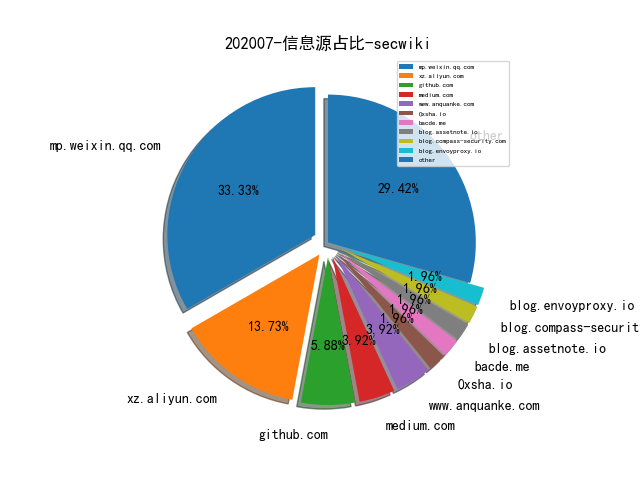 202007-信息源占比-secwiki
mp.weixin.qq.com
xz.aliyun.com
github.com
medium.com
www.anquanke.com
0xsha.io
bacde.me
blog.assetnote.io
blog.compass-security.com
blog.envoyproxy.io
other
other
mp.weixin.qq.com
33.33%
29.42%
13.73%
5.88%
3.92%
3.92%
1.96%
1.96%
1.96%
1.96%
1.96%
blog.envoyproxy.io
blog.compass-securit
blog.assetnote.io
bacde.me
0xsha.io
www.anquanke.com
medium.com
github.com
xz.aliyun.com